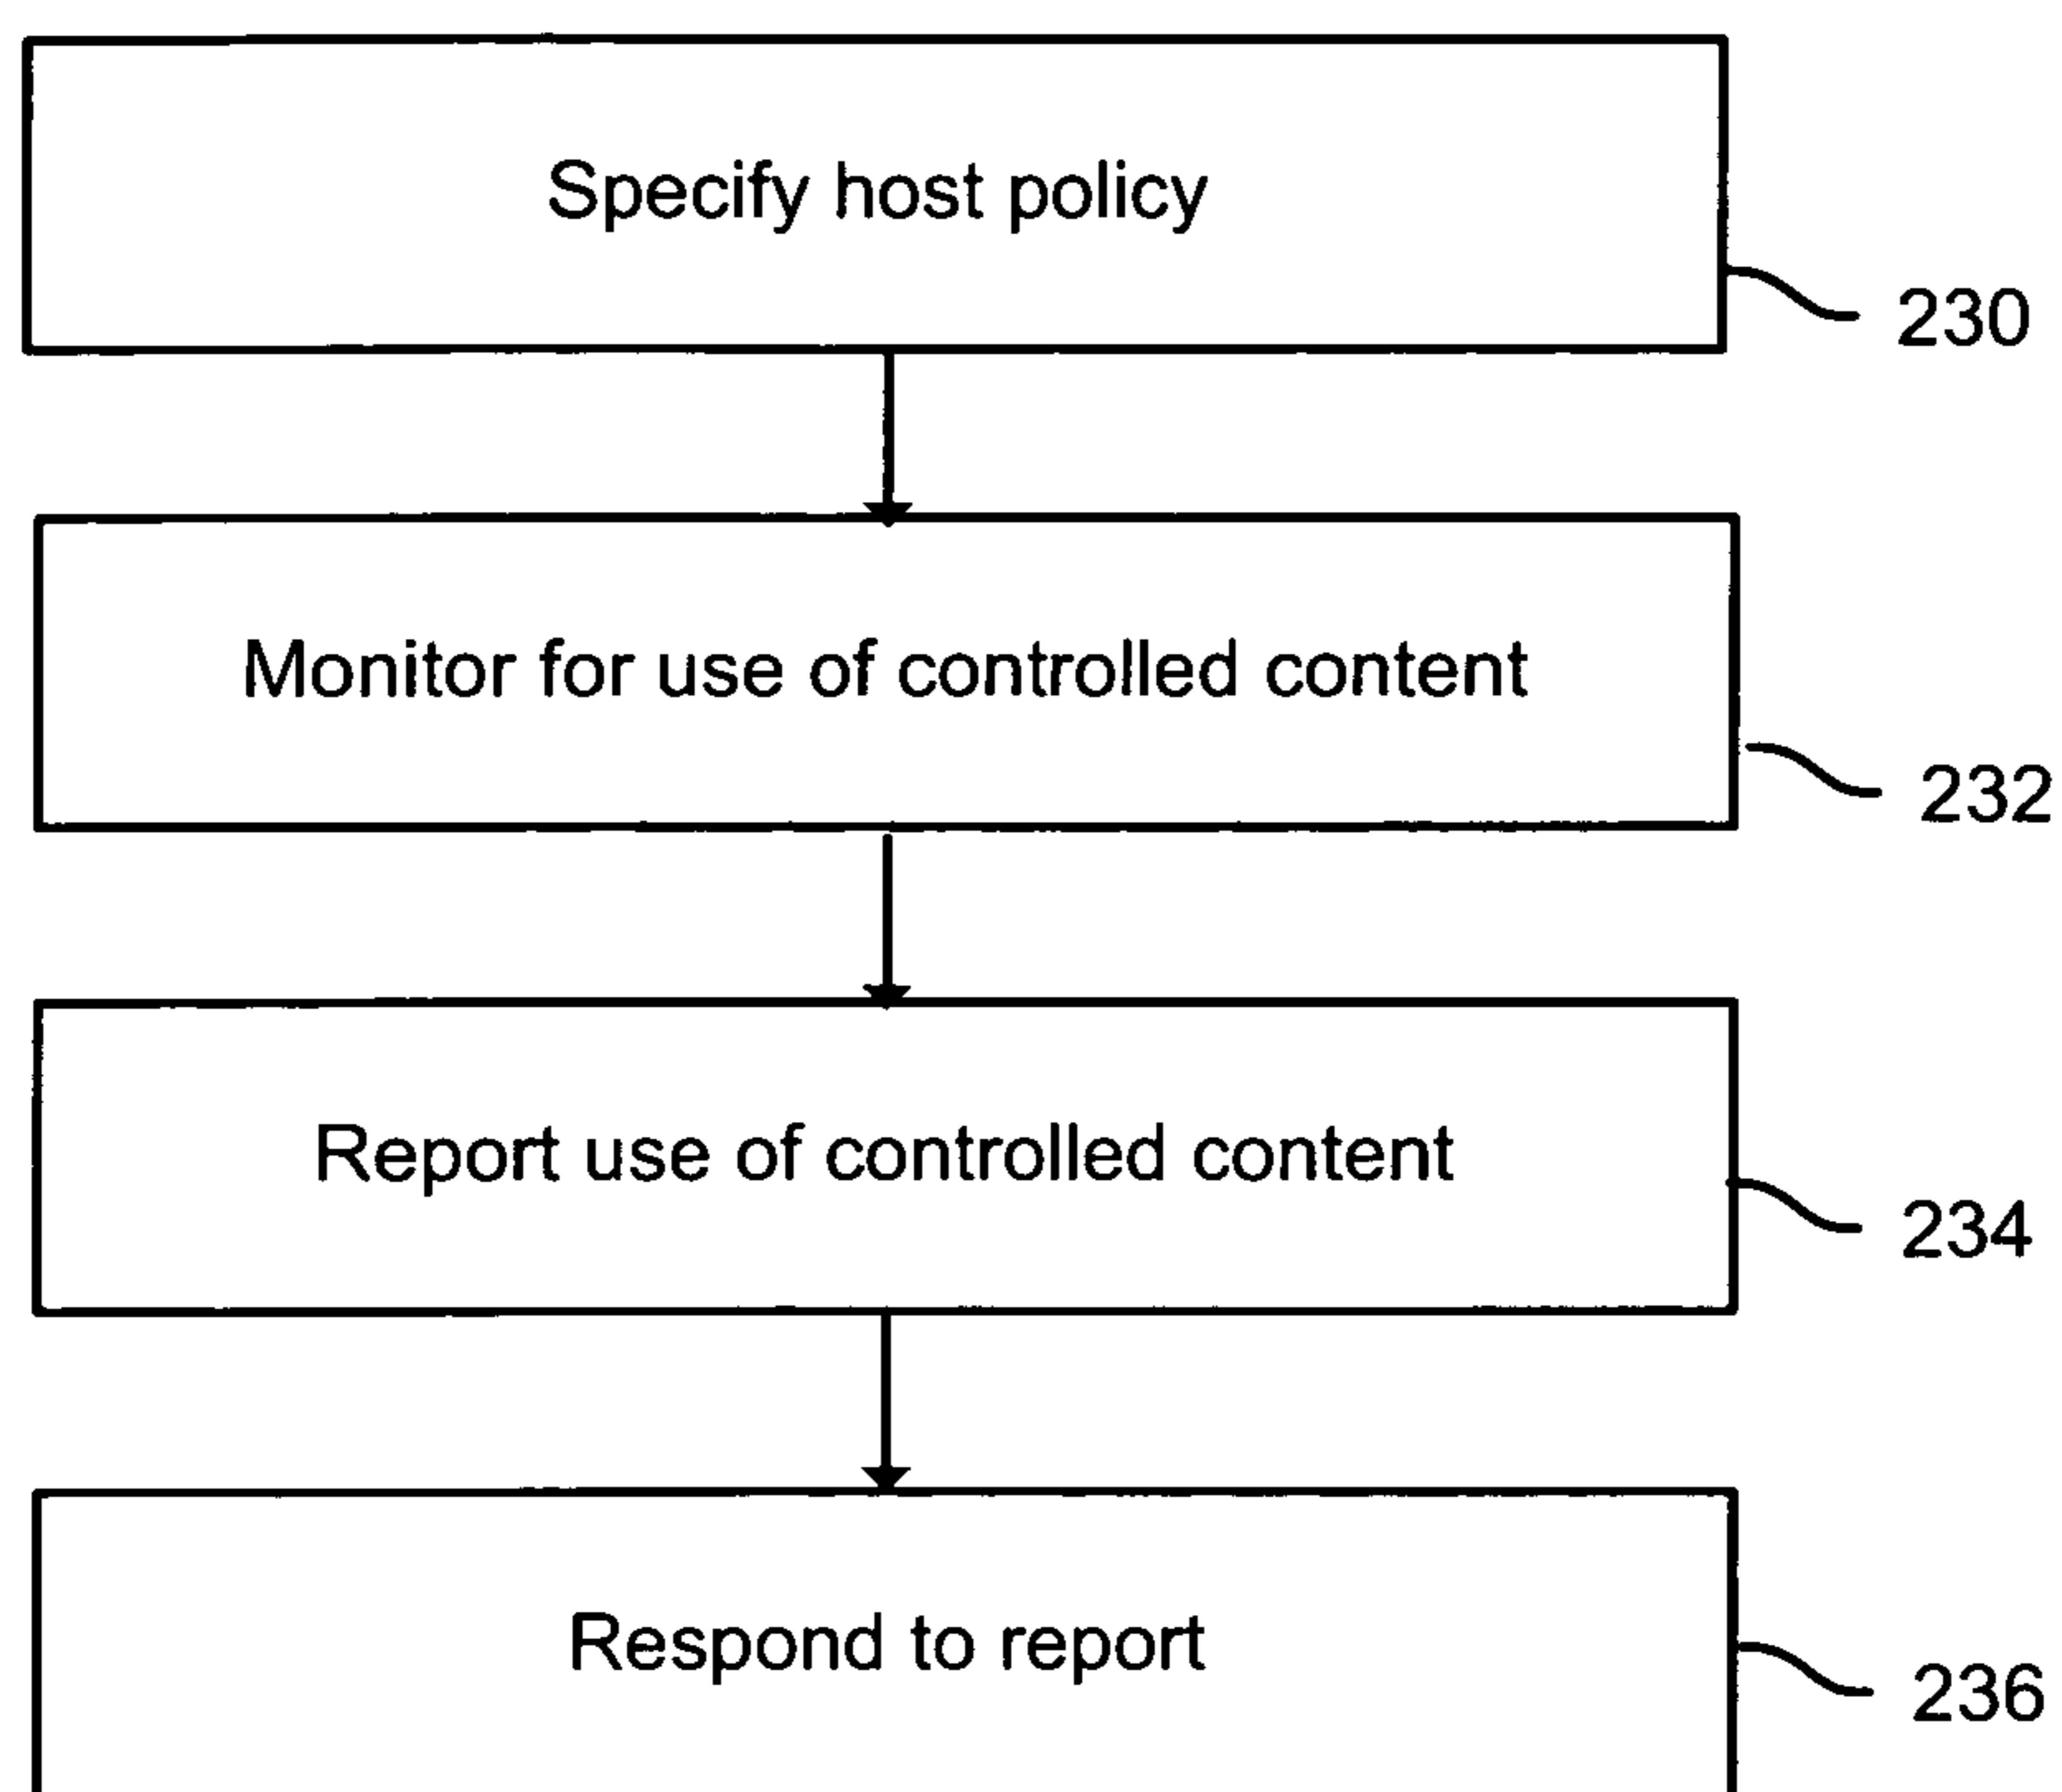 Specify host policy
230
Monitor for use of controlled content
232
Report use of controlled content
234
Respond to report
236